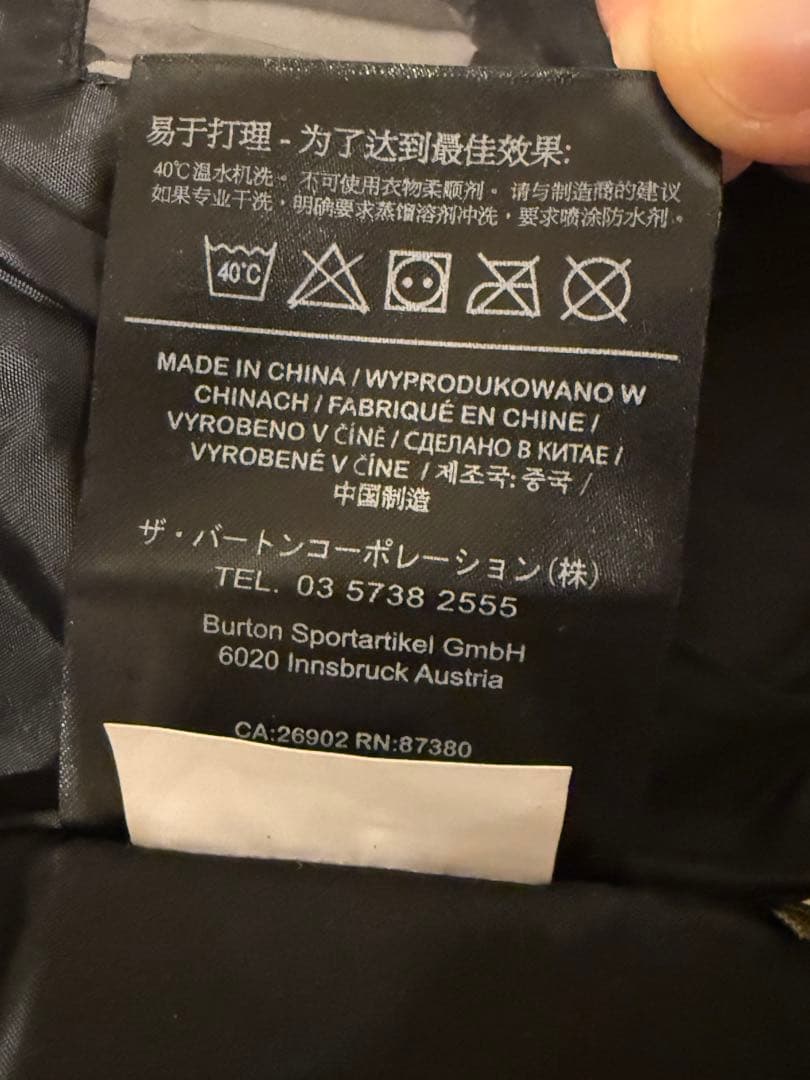 易于打理 - 为了达到最佳效果:
40℃温水机洗。不可使用衣物柔顺剂。请与制造商的建议
如果专业干洗，明确要求蒸馏溶剂冲洗，要求喷涂防水剂。
40°C
MADE IN CHINA / WYPRODUKOWANO W
CHINACH / FABRIQUÉ EN CHINE /
VYROBENO V ČÍNĚ / СДЕЛАНО В КИТАЕ /
VYROBENÉ V ČÍNE / 제조국: 중국 /
中国制造
ザ・バートンコーポレーション(株)
TEL. 03 5738 2555
Burton Sportartikel GmbH
6020 Innsbruck Austria
CA:26902 RN:87380